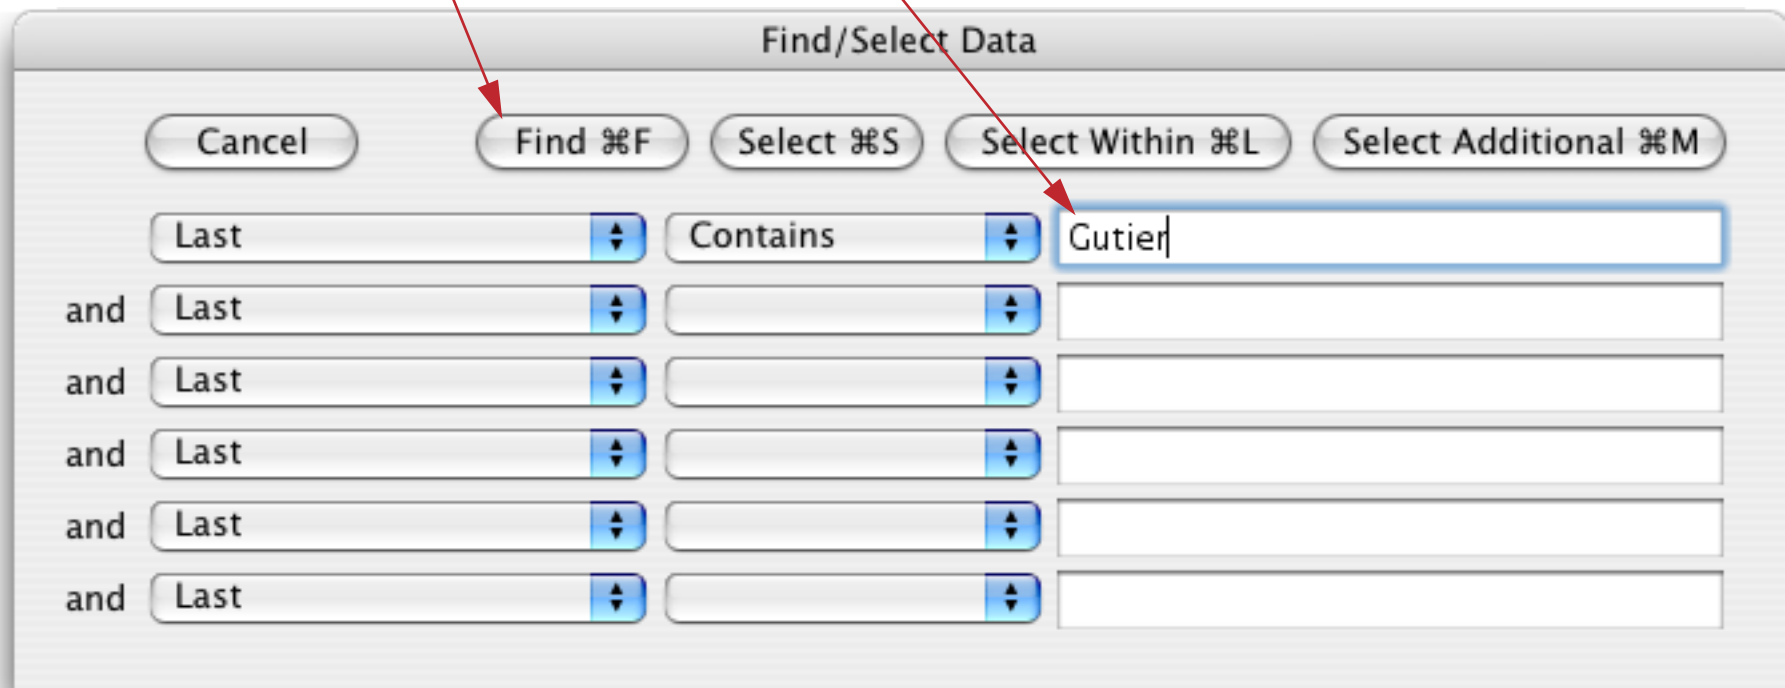 Find/Select Data
Cancel Find ⌘F Select ⌘S Select Within ⌘L Select Additional ⌘M
Last Contains Gutier
and Last
and Last
and Last
and Last
and Last